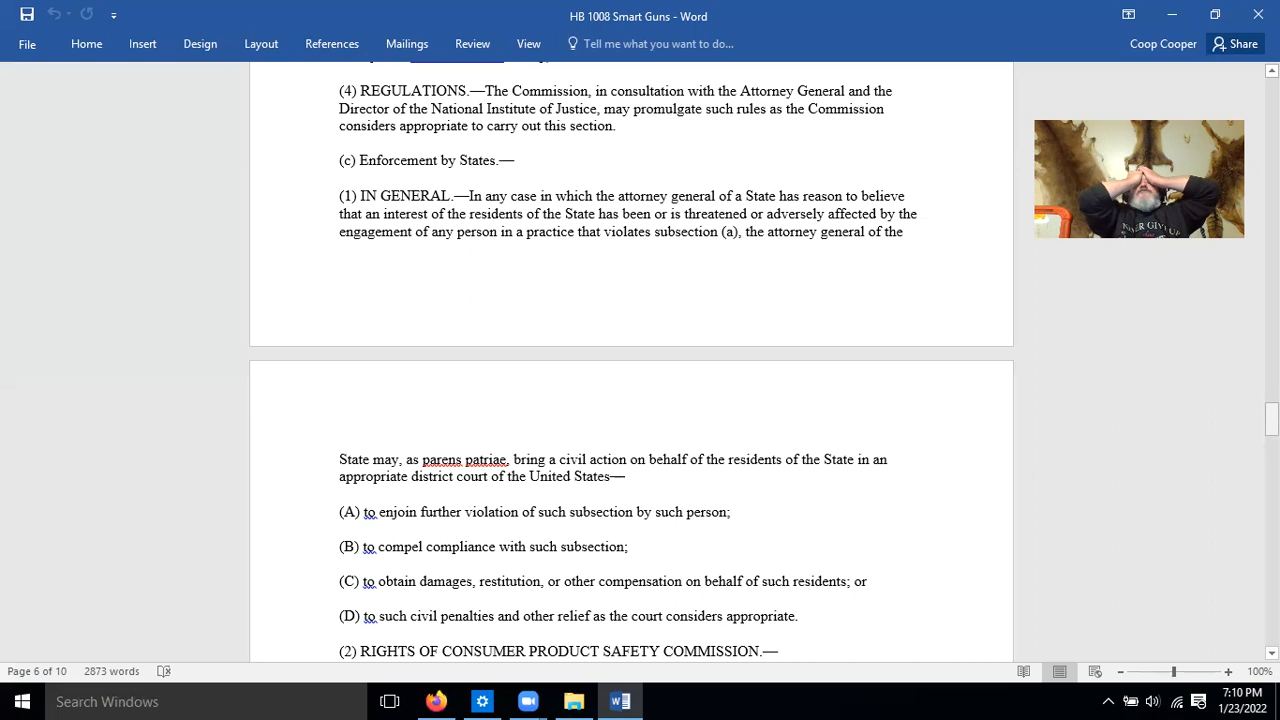 HB 1008 Smart Guns - Word
File Home Insert Design Layout References Mailings Review View Tell me what you want to do... Coop Cooper Share
(4) REGULATIONS.—The Commission, in consultation with the Attorney General and the
Director of the National Institute of Justice, may promulgate such rules as the Commission
considers appropriate to carry out this section.
(c) Enforcement by States.—
(1) IN GENERAL.—In any case in which the attorney general of a State has reason to believe
that an interest of the residents of the State has been or is threatened or adversely affected by the
engagement of any person in a practice that violates subsection (a), the attorney general of the
NEVER GIVE UP
State may, as parens patriae, bring a civil action on behalf of the residents of the State in an
appropriate district court of the United States—
(A) to enjoin further violation of such subsection by such person;
(B) to compel compliance with such subsection;
(C) to obtain damages, restitution, or other compensation on behalf of such residents; or
(D) to such civil penalties and other relief as the court considers appropriate.
(2) RIGHTS OF CONSUMER PRODUCT SAFETY COMMISSION.—
Page 6 of 10 2873 words 100%
Search Windows
7:10 PM
1/23/2022